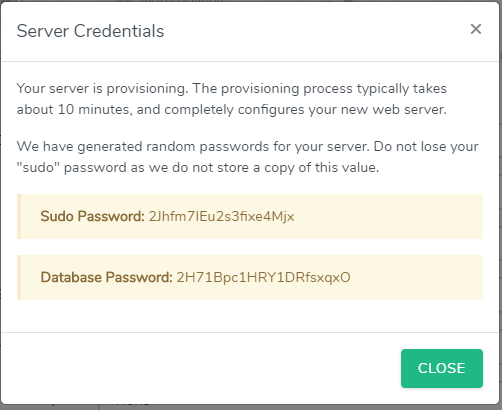 Server Credentials
×
Your server is provisioning. The provisioning process typically takes
about 10 minutes, and completely configures your new web server.
We have generated random passwords for your server. Do not lose your
"sudo" password as we do not store a copy of this value.
Sudo Password: 2Jhfm7IEu2s3fixe4Mjx
Database Password: 2H71Bpc1HRY1DRfsxqxO
CLOSE